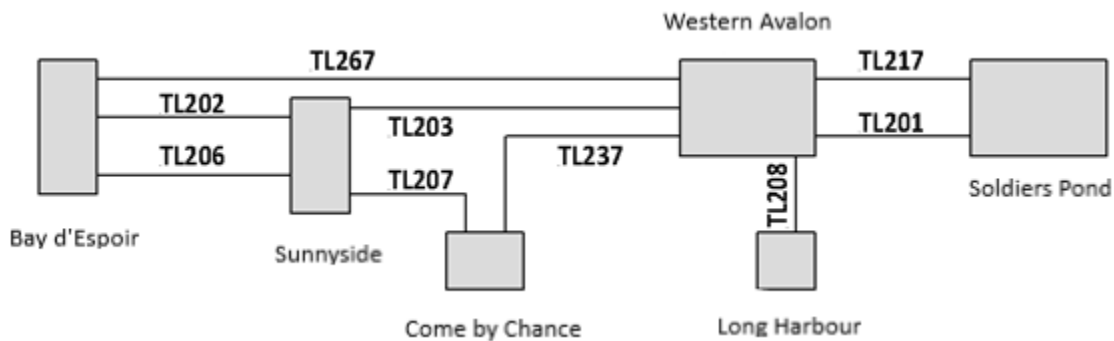 Western Avalon
TL267
TL217
TL202
TL203
TL201
TL206
TL237
TL207
TL208
Soldiers Pond
Bay d'Espoir
Sunnyside
Come by Chance
Long Harbour